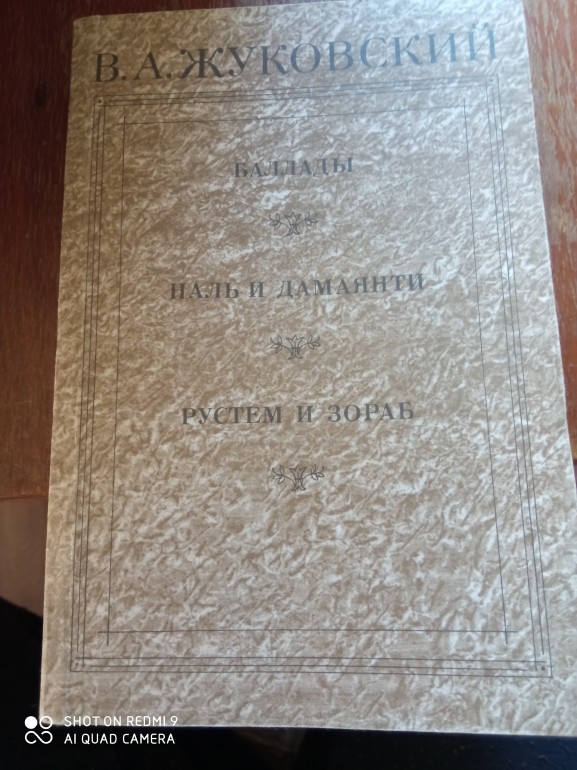 В. А. ЖУКОВСКИЙ
БАЛЛАДЫ
НАЛЬ И ДАМАЯНТИ
РУСТЕМ И ЗОРАБ
SHOT ON REDMI 9
AI QUAD CAMERA